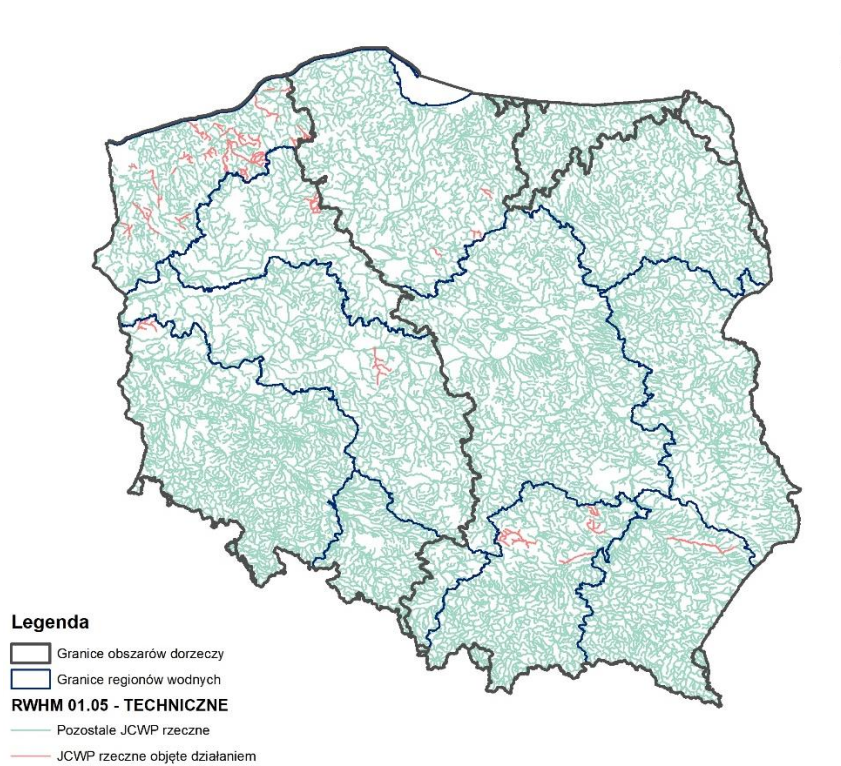 Legenda
Granice obszarów dorzeczy
Granice regionów wodnych
RWHM 01.05 - TECHNICZNE
Pozostałe JCWP rzeczne
JCWP rzeczne objęte działaniem